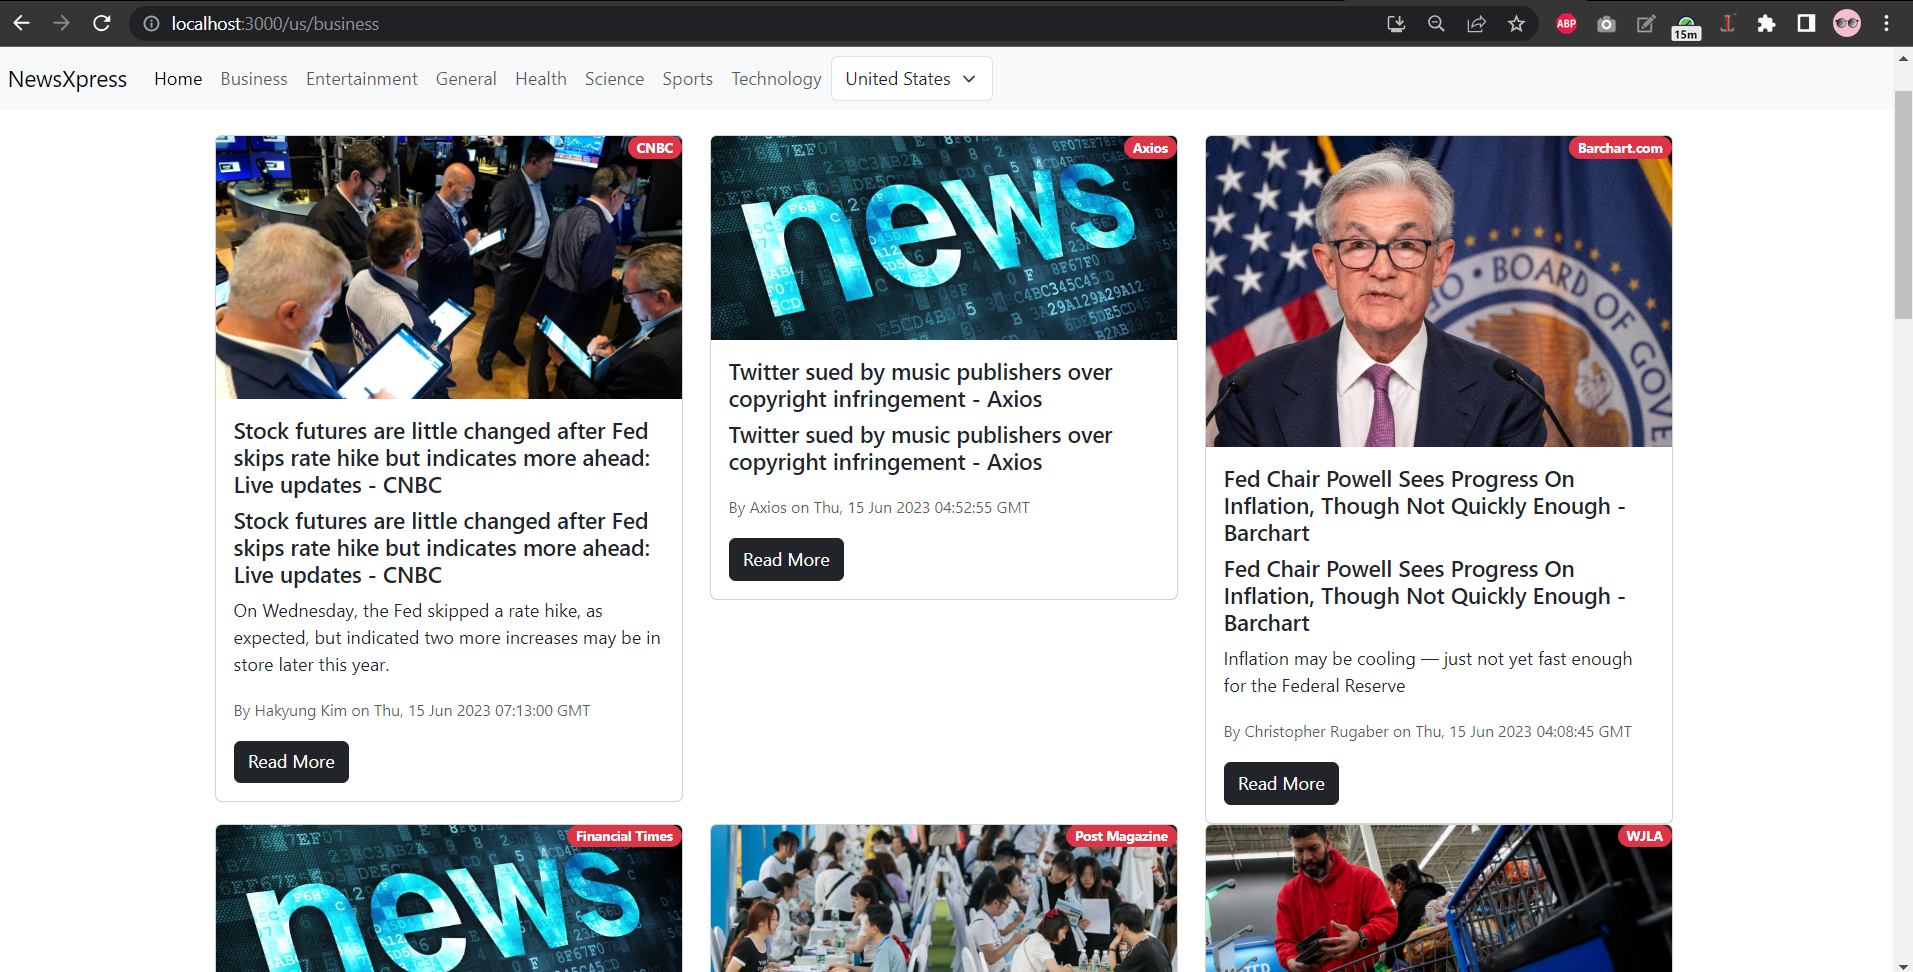 localhost:3000/us/business
ABP
15m
NewsXpress Home Business Entertainment General Health Science Sports Technology United States
CNBC
Stock futures are little changed after Fed
skips rate hike but indicates more ahead:
Live updates - CNBC
Stock futures are little changed after Fed
skips rate hike but indicates more ahead:
Live updates - CNBC
On Wednesday, the Fed skipped a rate hike, as
expected, but indicated two more increases may be in
store later this year.
By Hakyung Kim on Thu, 15 Jun 2023 07:13:00 GMT
Read More
Axios
news
Twitter sued by music publishers over
copyright infringement - Axios
Twitter sued by music publishers over
copyright infringement - Axios
By Axios on Thu, 15 Jun 2023 04:52:55 GMT
Read More
Barchart.com
BOARD OF GOVE
Fed Chair Powell Sees Progress On
Inflation, Though Not Quickly Enough -
Barchart
Fed Chair Powell Sees Progress On
Inflation, Though Not Quickly Enough -
Barchart
Inflation may be cooling — just not yet fast enough
for the Federal Reserve
By Christopher Rugaber on Thu, 15 Jun 2023 04:08:45 GMT
Read More
Financial Times
news
Post Magazine
WJLA